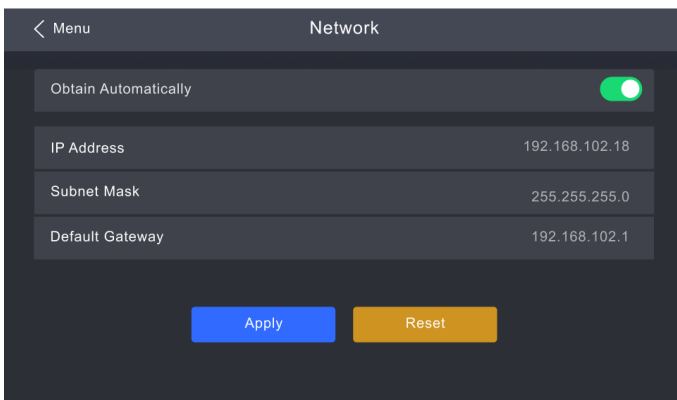 Menu
Network
Obtain Automatically
IP Address 192.168.102.18
Subnet Mask 255.255.255.0
Default Gateway 192.168.102.1
Apply
Reset